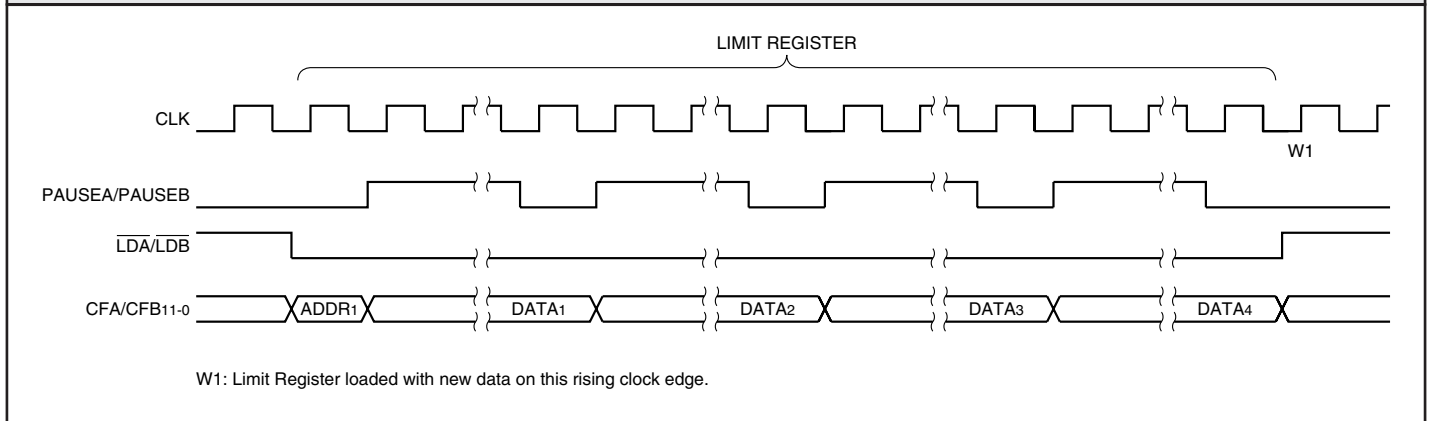 LIMIT REGISTER
CLK
W1
PAUSEA/PAUSEB
LDA/LDB
CFA/CFB11-0
ADDR1
DATA1
DATA2
DATA3
DATA4
W1: Limit Register loaded with new data on this rising clock edge.